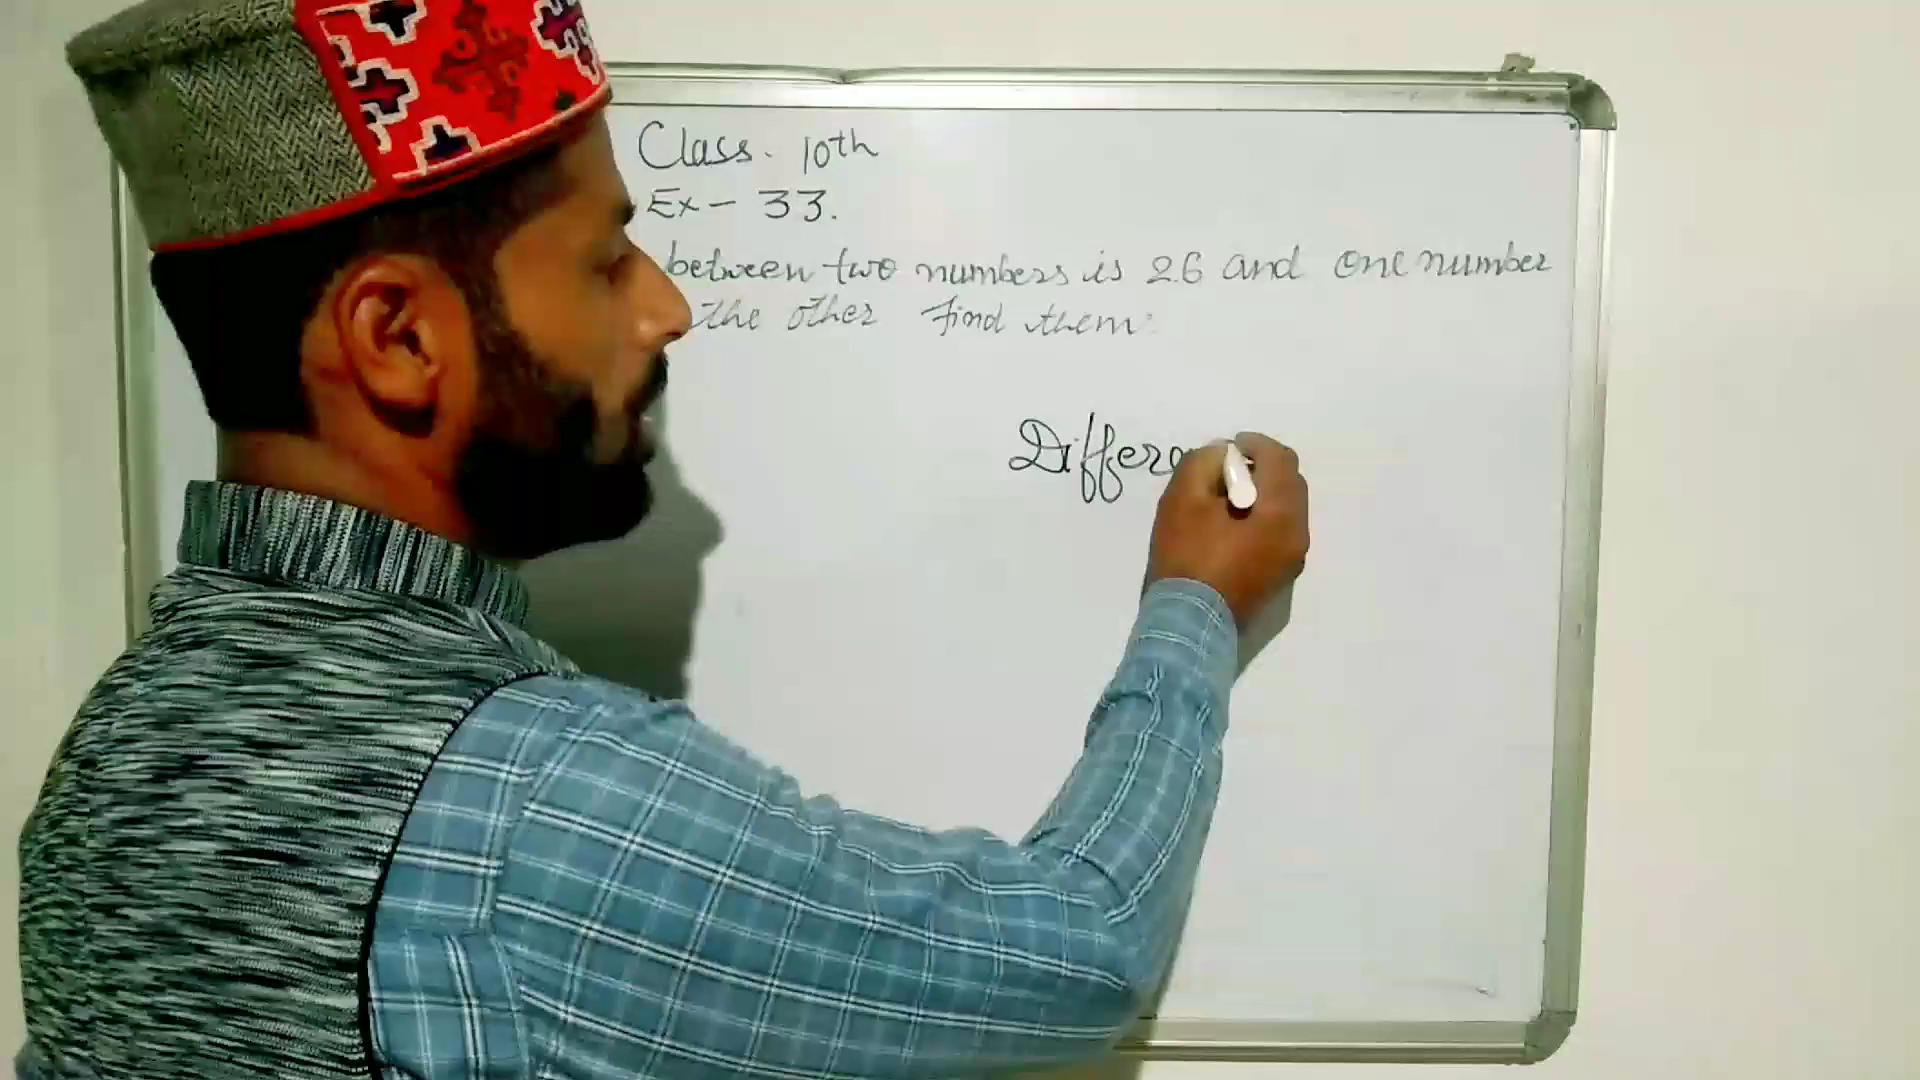 Class. 10th
Ex - 33.
between two numbers is 26 and one number
the other find them.
Differe